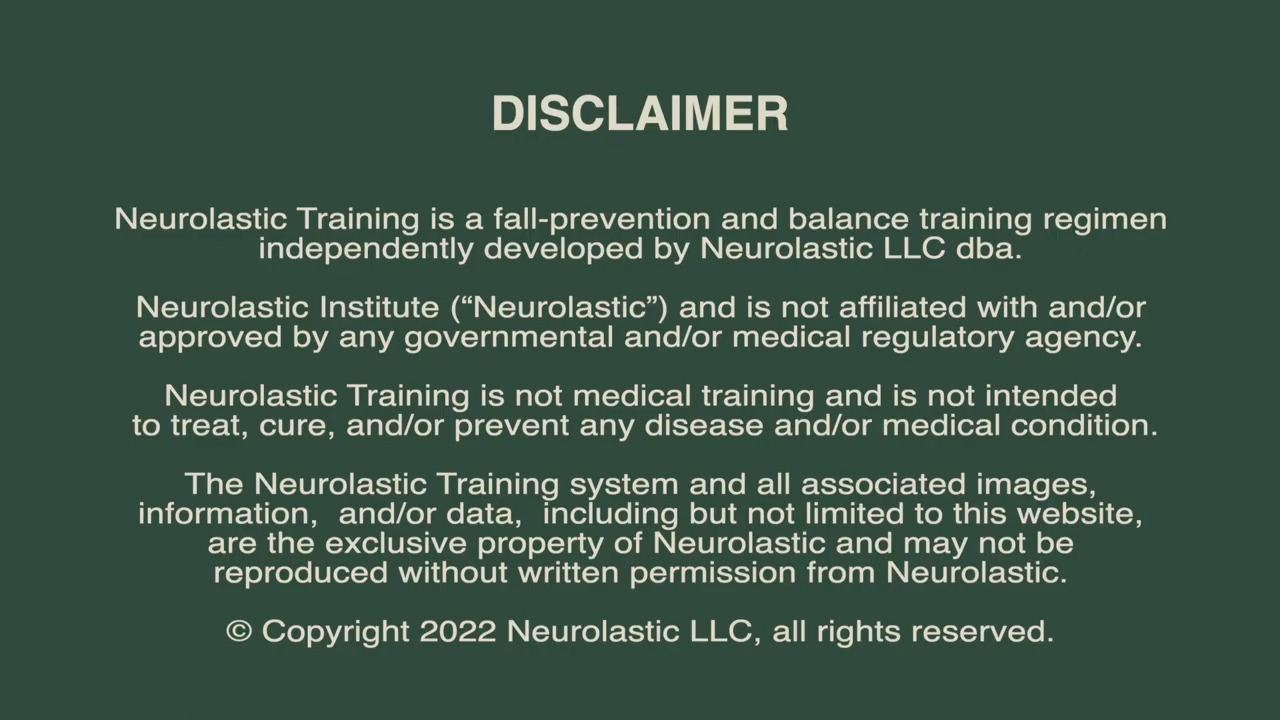 DISCLAIMER
Neurolastic Training is a fall-prevention and balance training regimen
independently developed by Neurolastic LLC dba.
Neurolastic Institute (“Neurolastic”) and is not affiliated with and/or
approved by any governmental and/or medical regulatory agency.
Neurolastic Training is not medical training and is not intended
to treat, cure, and/or prevent any disease and/or medical condition.
The Neurolastic Training system and all associated images,
information,  and/or data,  including but not limited to this website,
are the exclusive property of Neurolastic and may not be
reproduced without written permission from Neurolastic.
© Copyright 2022 Neurolastic LLC, all rights reserved.